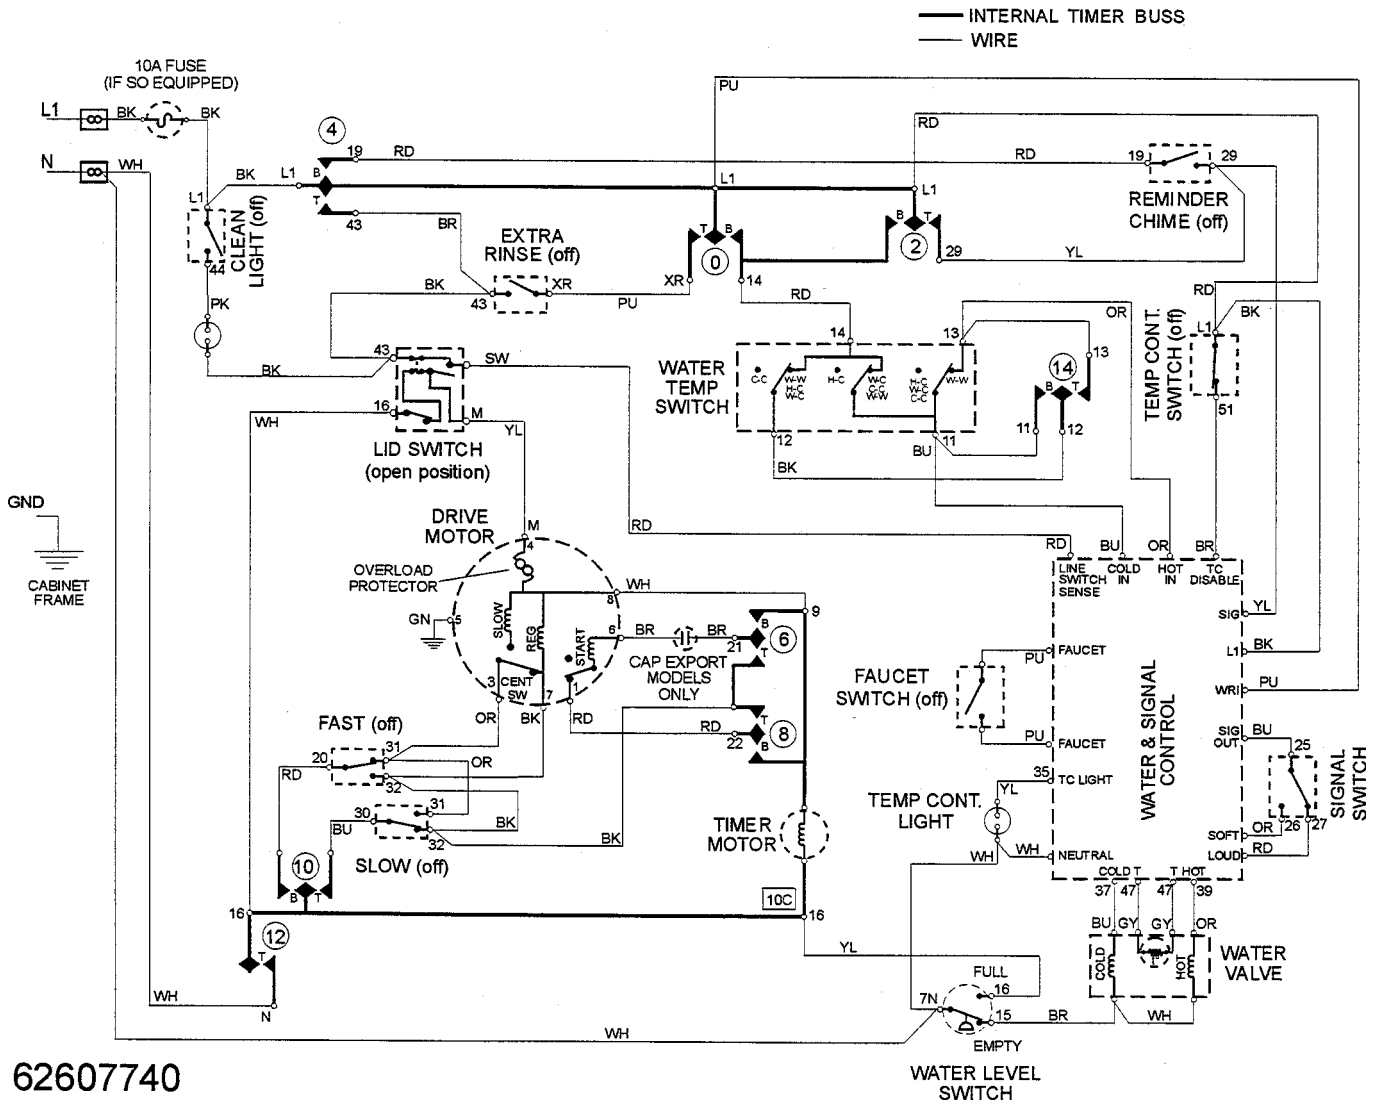 INTERNAL TIMER BUSS
WIRE
10A FUSE
(IF SO EQUIPPED)
L1
BK
BK
N
WH
PU
RD
4
19
RD
RD
19
29
BK
L1
B
T
43
L1
L1
REMINDER
CHIME (off)
L1
CLEAN
LIGHT (off)
44
BR
EXTRA
RINSE (off)
T
B
0
B
T
2
29
YL
BK
43
XR
PU
XR
14
RD
PK
BK
RD
BK
OR
TEMP CONT.
SWITCH (off)
L1
51
43
SW
14
13
13
WATER
TEMP
SWITCH
C-C
W-W
H-C
W-C
H-C
W-C
C-C
W-W
H-C
W-C
C-C
W-W
14
B
T
16
M
WH
YL
LID SWITCH
(open position)
12
11
11
12
BK
BU
GND
CABINET
FRAME
DRIVE
MOTOR
M
4
RD
RD
BU
OR
BR
LINE
SWITCH
SENSE
COLD
IN
HOT
IN
TC
DISABLE
OVERLOAD
PROTECTOR
WH
8
9
GN
5
SLOW
REG
START
6
BR
BR
21
B
6
T
SIG
YL
CAP EXPORT
MODELS
ONLY
3
CENT
SW
7
1
PU
FAUCET
L1
BK
FAUCET
SWITCH (off)
WATER & SIGNAL
CONTROL
WRI
PU
OR
BK
RD
RD
22
T
8
B
PU
FAUCET
SIG
OUT
BU
25
FAST (off)
20
31
OR
RD
32
35
TC LIGHT
YL
SIGNAL
SWITCH
30
31
BU
32
BK
BK
SLOW (off)
TEMP CONT.
LIGHT
TIMER
MOTOR
WH
WH
NEUTRAL
SOFT
OR
26
27
LOUD
RD
COLD T
T HOT
10
B
T
10C
37
47
47
39
16
16
12
T
BU
GY
GY
OR
COLD
HOT
WATER
VALVE
YL
FULL
16
WH
N
7N
15
BR
WH
WH
EMPTY
WATER LEVEL
SWITCH
62607740